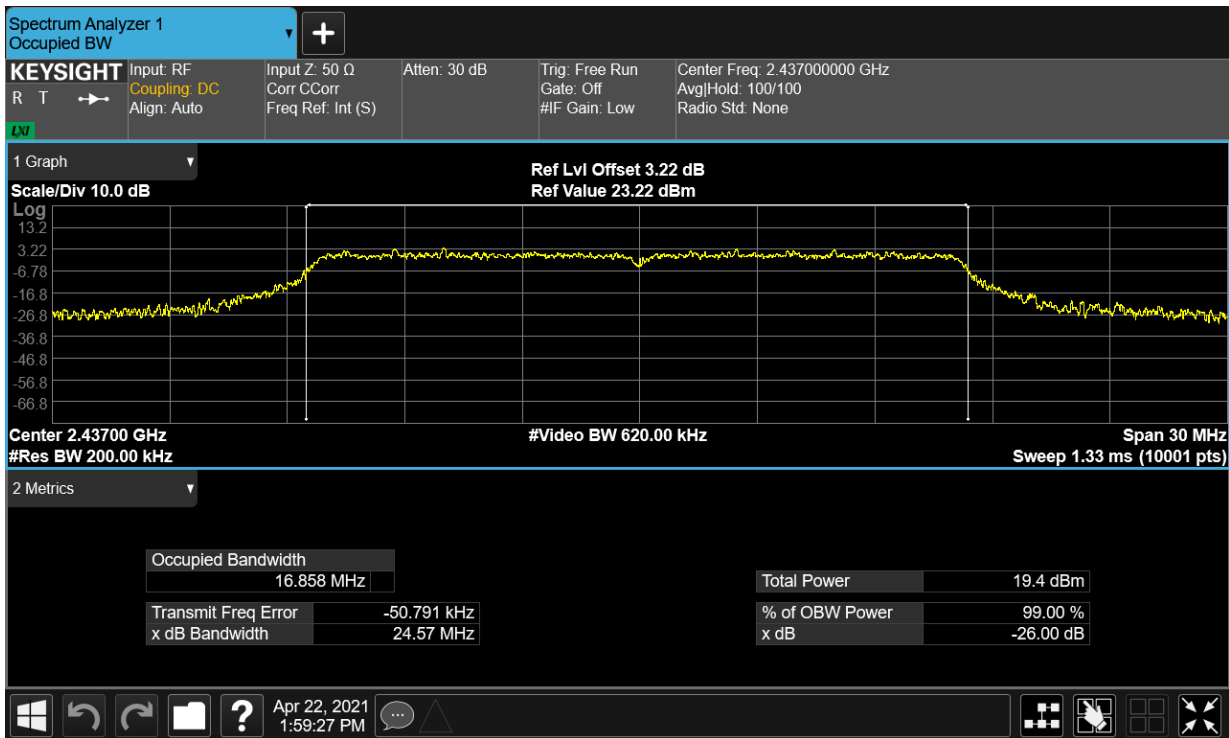 Spectrum Analyzer 1
Occupied BW
KEYSIGHT
R T
LXI
Input: RF
Coupling: DC
Align: Auto
Input Z: 50 Ω
Corr CCorr
Freq Ref: Int (S)
Atten: 30 dB
Trig: Free Run
Gate: Off
#IF Gain: Low
Center Freq: 2.437000000 GHz
Avg|Hold: 100/100
Radio Std: None
1 Graph
Scale/Div 10.0 dB
Ref Lvl Offset 3.22 dB
Ref Value 23.22 dBm
Log
13.2
3.22
-6.78
-16.8
-26.8
-36.8
-46.8
-56.8
-66.8
Center 2.43700 GHz
#Res BW 200.00 kHz
#Video BW 620.00 kHz
Span 30 MHz
Sweep 1.33 ms (10001 pts)
2 Metrics
Occupied Bandwidth
16.858 MHz
Transmit Freq Error -50.791 kHz
x dB Bandwidth 24.57 MHz
Total Power 19.4 dBm
% of OBW Power 99.00 %
x dB -26.00 dB
?
Apr 22, 2021
1:59:27 PM